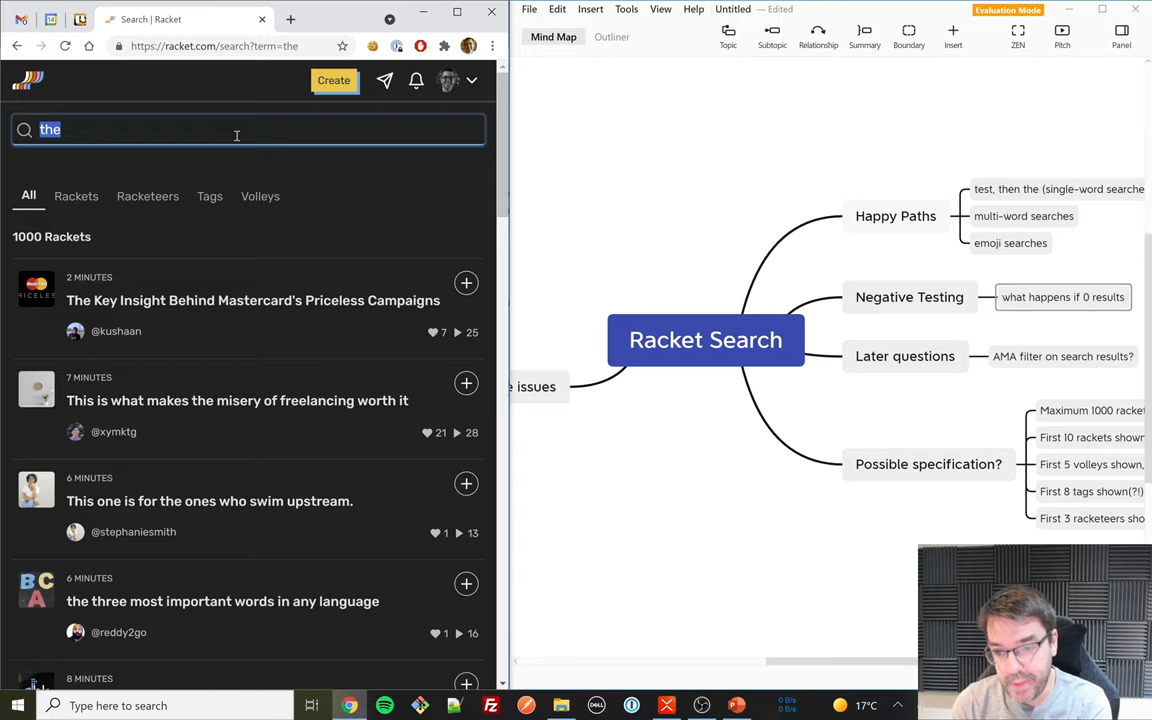 Search | Racket
https://racket.com/search?term=the
Create
the
All Rackets Racketeers Tags Volleys
1000 Rackets
2 MINUTES
The Key Insight Behind Mastercard's Priceless Campaigns
@kushaan
7 25
7 MINUTES
This is what makes the misery of freelancing worth it
@xymktg
21 28
6 MINUTES
This one is for the ones who swim upstream.
@stephaniesmith
1 13
BCA
6 MINUTES
the three most important words in any language
@reddy2go
1 16
8 MINUTES
File Edit Insert Tools View Help Untitled — Edited
Evaluation Mode
Mind Map Outliner
Topic Subtopic Relationship Summary Boundary Insert ZEN Pitch Panel
Racket Search
Happy Paths
test, then the (single-word searche
multi-word searches
emoji searches
Negative Testing
what happens if 0 results
Later questions
AMA filter on search results?
Possible specification?
Maximum 1000 racket
First 10 rackets shown
First 5 volleys shown,
First 8 tags shown(?!)
First 3 racketeers sho
e issues
Type here to search
DELL
0 B/s
0 B/s
17°C